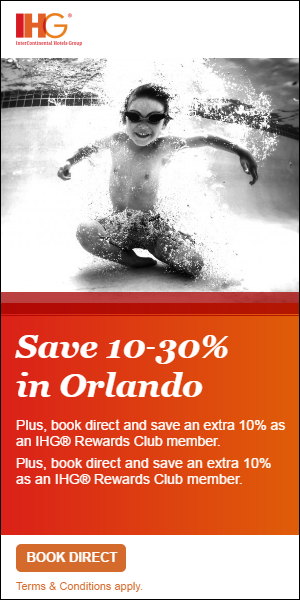 IHG®
InterContinental Hotels Group
Save 10-30%
in Orlando
Plus, book direct and save an extra 10% as
an IHG® Rewards Club member.
Plus, book direct and save an extra 10%
as an IHG® Rewards Club member.
BOOK DIRECT
Terms & Conditions apply.